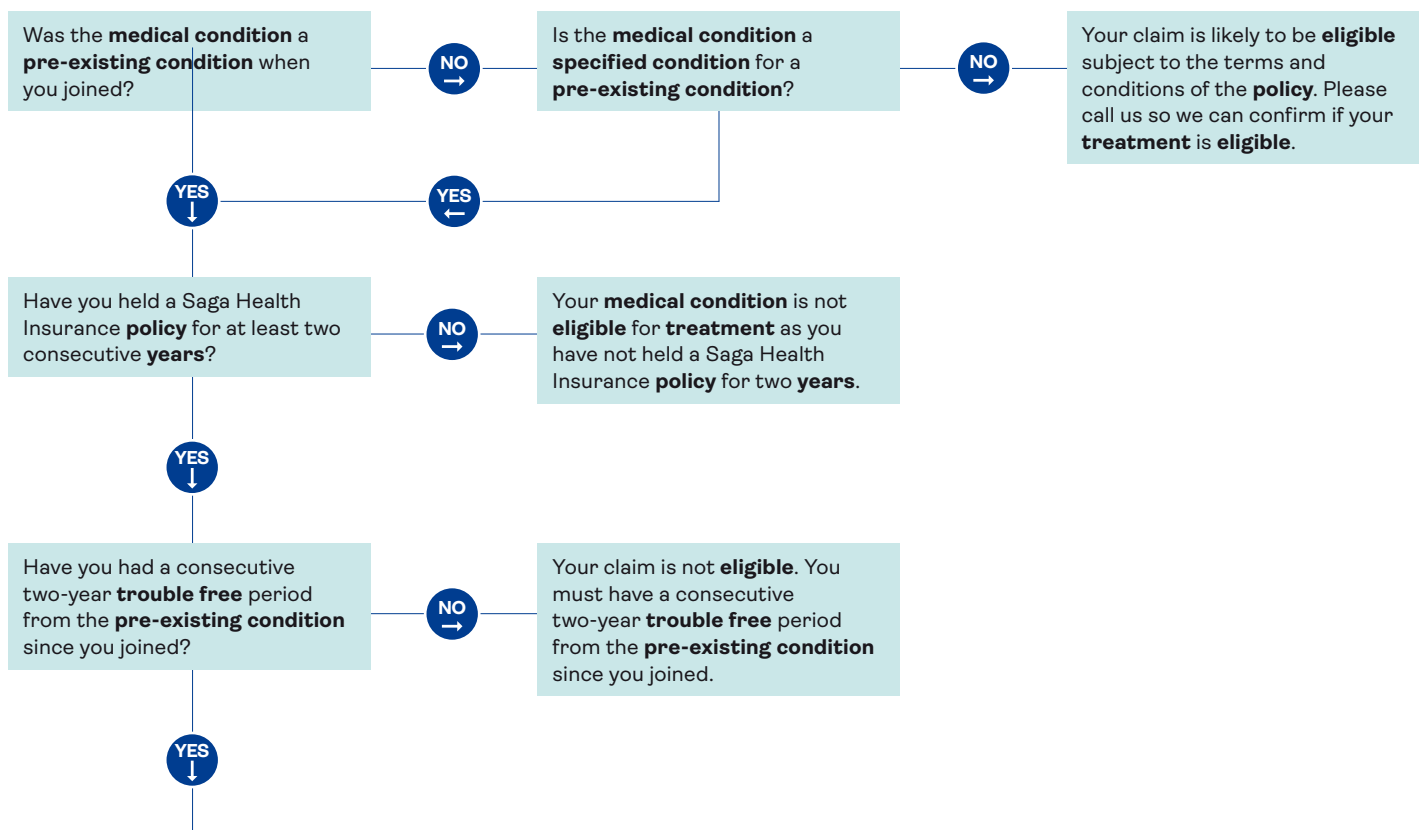 Was the medical condition a
pre-existing condition when
you joined?
NO
→
Is the medical condition a
specified condition for a
pre-existing condition?
NO
→
Your claim is likely to be eligible
subject to the terms and
conditions of the policy. Please
call us so we can confirm if your
treatment is eligible.
YES
↓
YES
←
Have you held a Saga Health
Insurance policy for at least two
consecutive years?
NO
→
Your medical condition is not
eligible for treatment as you
have not held a Saga Health
Insurance policy for two years.
YES
↓
Have you had a consecutive
two-year trouble free period
from the pre-existing condition
since you joined?
NO
→
Your claim is not eligible. You
must have a consecutive
two-year trouble free period
from the pre-existing condition
since you joined.
YES
↓